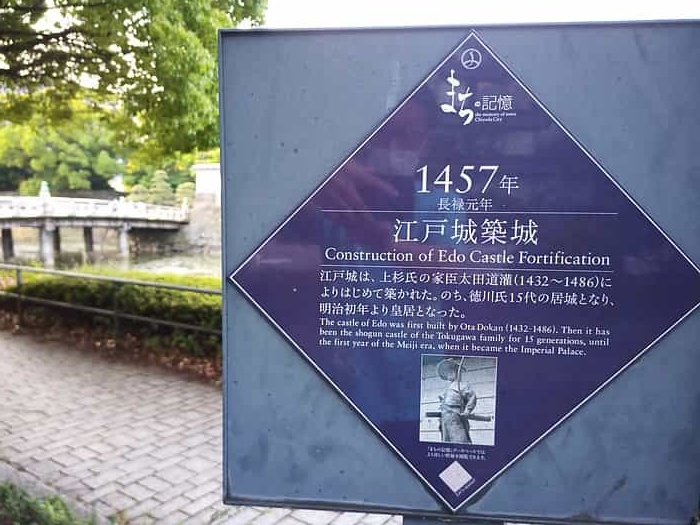 まちの記憶
the memory of town
Chiyoda City
1457年
長禄元年
江戸城築城
Construction of Edo Castle Fortification
江戸城は、上杉氏の家臣太田道灌(1432〜1486)に
よりはじめて築かれた。のち、徳川氏15代の居城となり、
明治初年より皇居となった。
The castle of Edo was first built by Ota Dokan (1432-1486). Then it has
been the shogun castle of the Tokugawa family for 15 generations, until
the first year of the Meiji era, when it became the Imperial Palace.